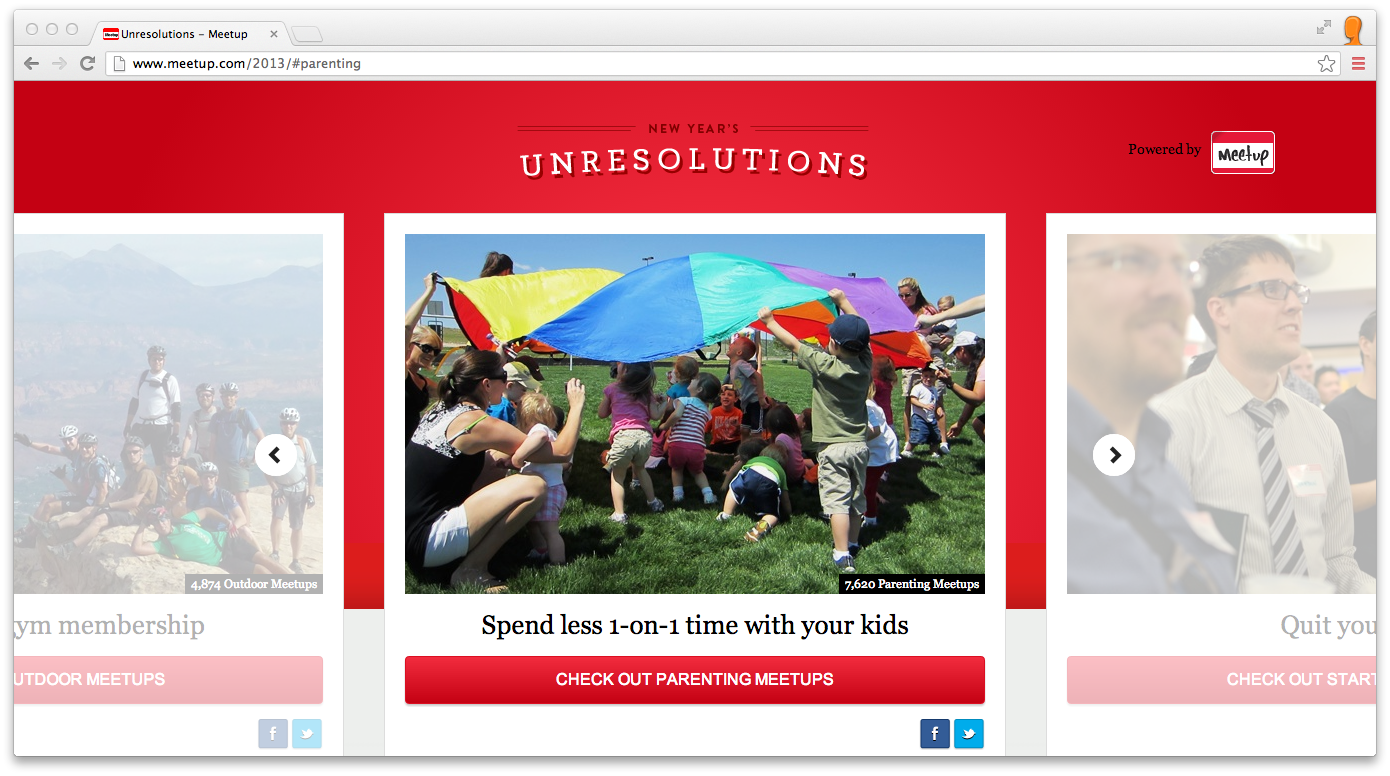 Unresolutions – Meetup
www.meetup.com/2013/#parenting
NEW YEAR'S
UNRESOLUTIONS
Powered by
meetup
4,874 Outdoor Meetups
7,620 Parenting Meetups
ym membership
Spend less 1-on-1 time with your kids
Quit you
UTDOOR MEETUPS
CHECK OUT PARENTING MEETUPS
CHECK OUT START